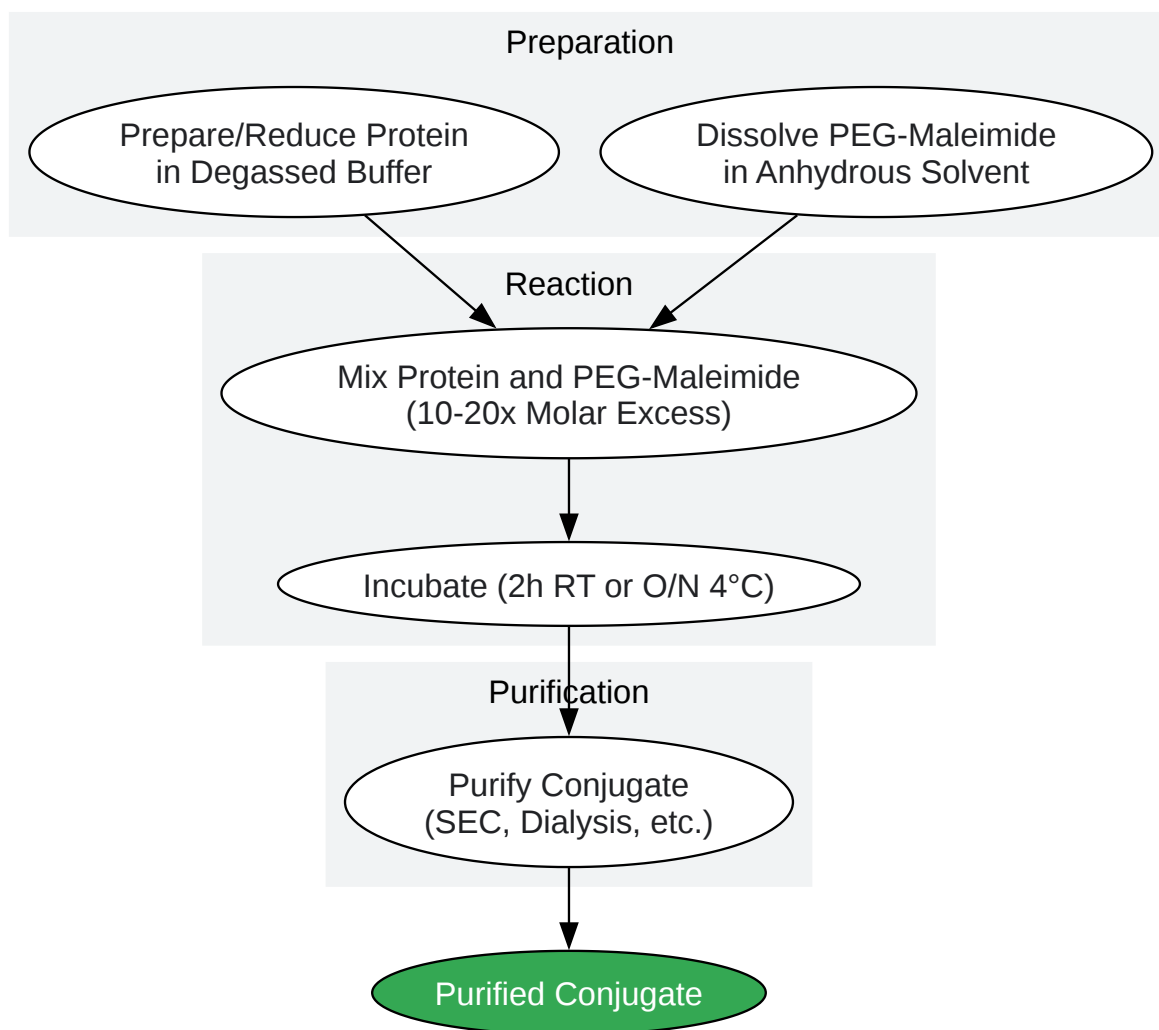 Preparation
Prepare/Reduce Protein
in Degassed Buffer
Dissolve PEG-Maleimide
in Anhydrous Solvent
Reaction
Mix Protein and PEG-Maleimide
(10-20x Molar Excess)
Incubate (2h RT or O/N 4°C)
Purification
Purify Conjugate
(SEC, Dialysis, etc.)
Purified Conjugate